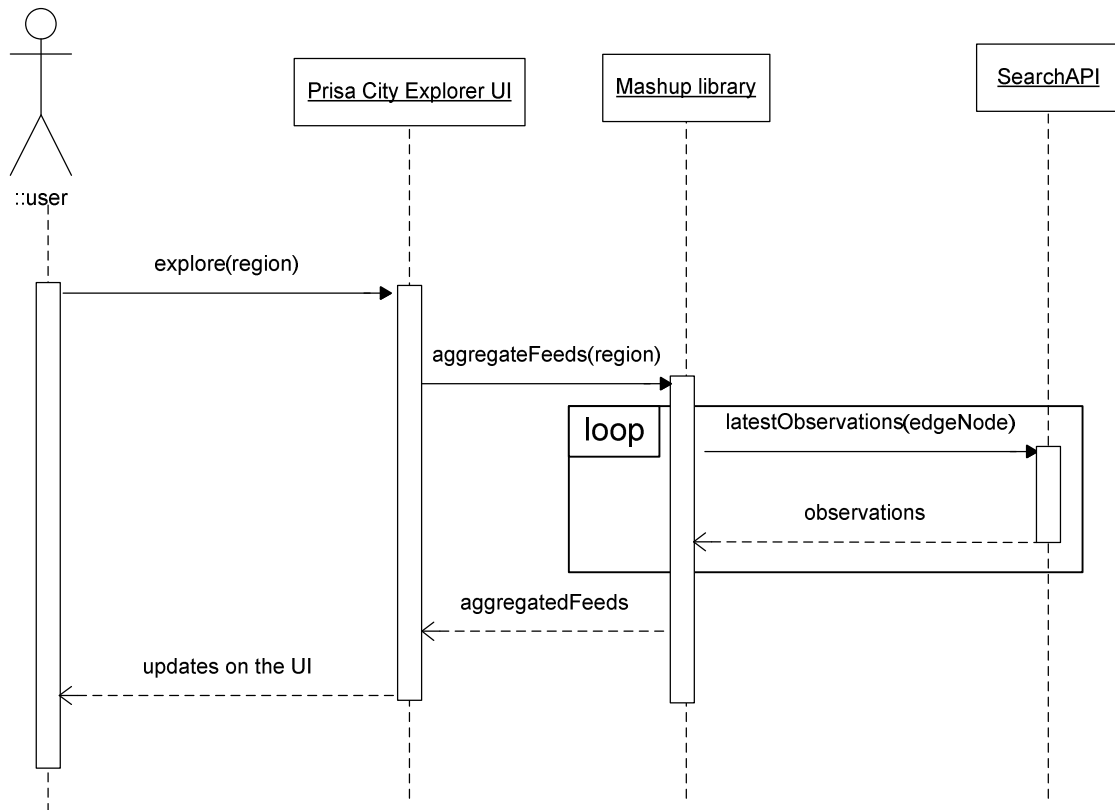 Prisa City Explorer UI
Mashup library
SearchAPI
::user
explore(region)
aggregateFeeds(region)
loop
latestObservations(edgeNode)
observations
aggregatedFeeds
updates on the UI